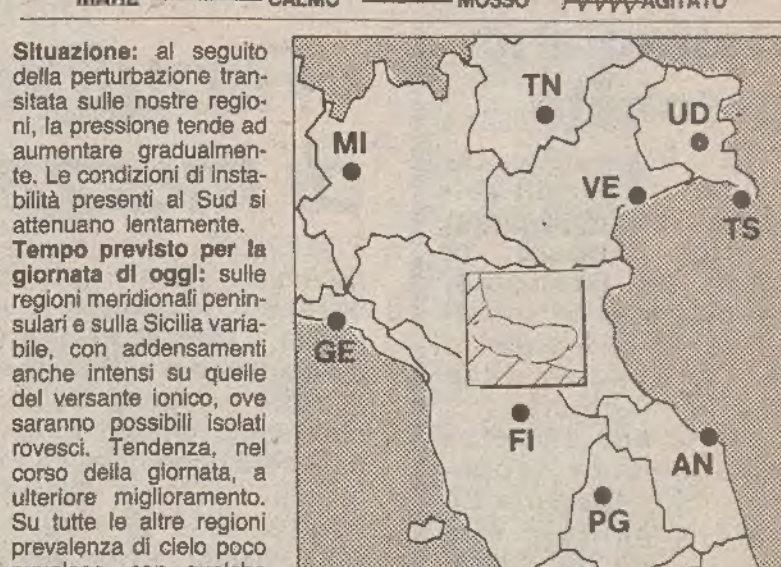 MARE CALMO MOSSO AGITATO
Situazione: al seguito
della perturbazione tran-
sitata sulle nostre regio-
ni, la pressione tende ad
aumentare gradualmen-
te. Le condizioni di insta-
bilità presenti al Sud si
attenuano lentamente.
Tempo previsto per la
giornata di oggi: sulle
regioni meridionali penin-
sulari e sulla Sicilia varia-
bile, con addensamenti
anche intensi su quelle
del versante ionico, ove
saranno possibili isolati
rovesci. Tendenza, nel
corso della giornata, a
ulteriore miglioramento.
Su tutte le altre regioni
prevalenza di cielo poco
con qualche
TN
UD
MI
VE
TS
GE
FI
AN
PG